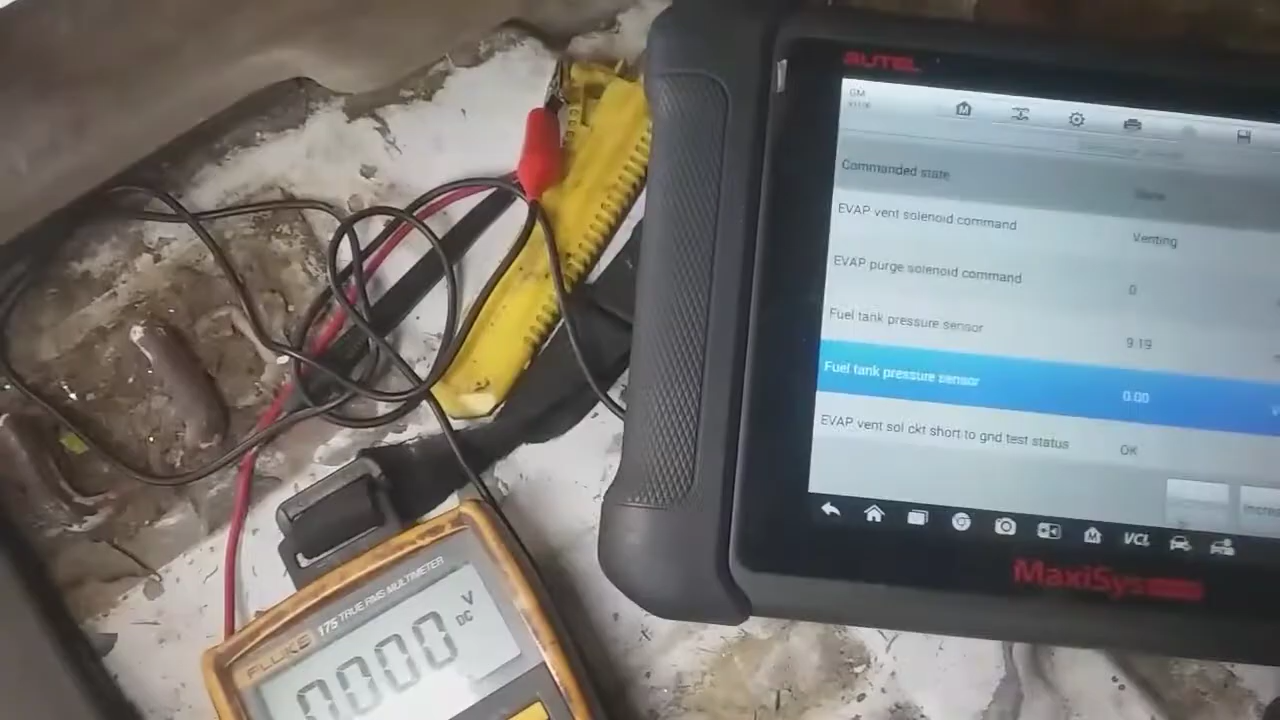 AUTEL
GM
Commanded state
EVAP vent solenoid command Venting
EVAP purge solenoid command 0
Fuel tank pressure sensor 9.19
Fuel tank pressure sensor 0.00
EVAP vent sol ckt short to gnd test status OK
VCI
MaxiSys
FLUKE 175 TRUE RMS MULTIMETER
V
DC
0.000